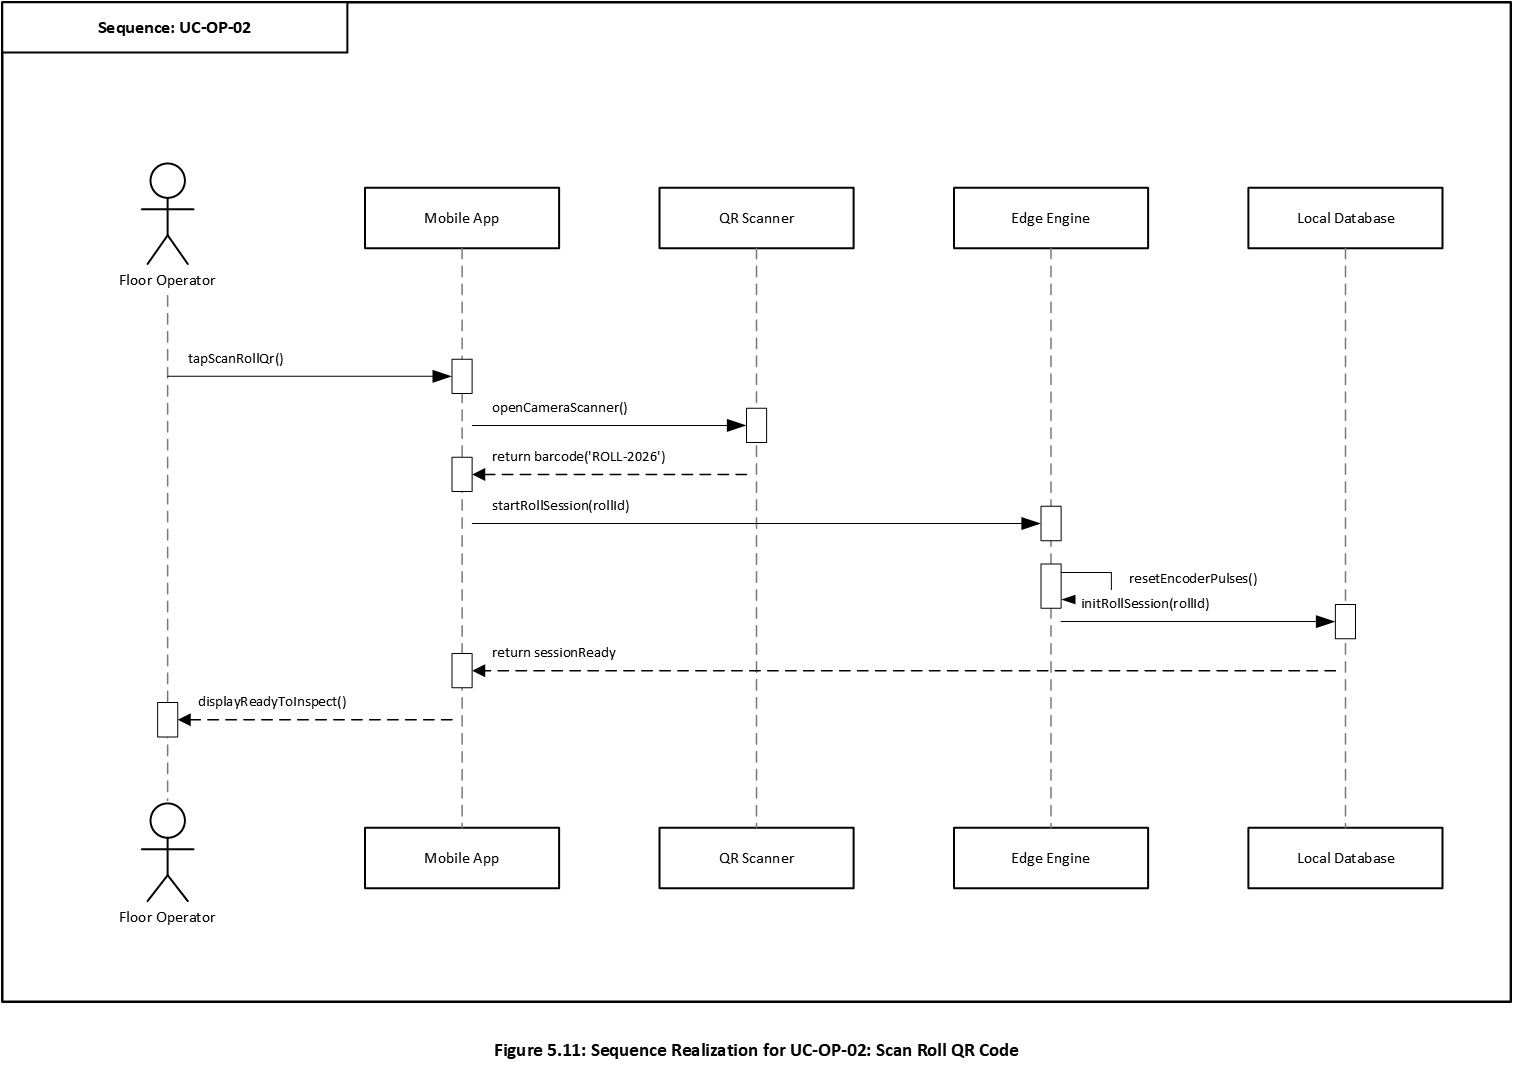 Sequence: UC-OP-02
Floor Operator
Mobile App
QR Scanner
Edge Engine
Local Database
tapScanRollQr()
openCameraScanner()
return barcode('ROLL-2026')
startRollSession(rollId)
resetEncoderPulses()
initRollSession(rollId)
return sessionReady
displayReadyToInspect()
Mobile App
QR Scanner
Edge Engine
Local Database
Floor Operator
Figure 5.11: Sequence Realization for UC-OP-02: Scan Roll QR Code